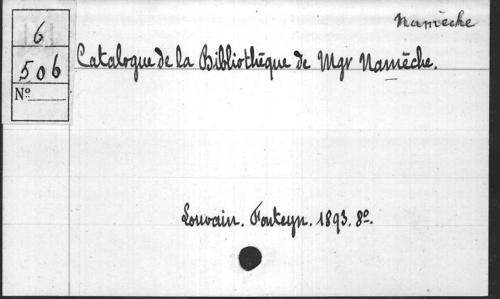 Namèche
6
506
Nº
Catalogue de la Bibliothèque de Mgr Namèche.
Louvain. Fonteyn. 1893. 8º.